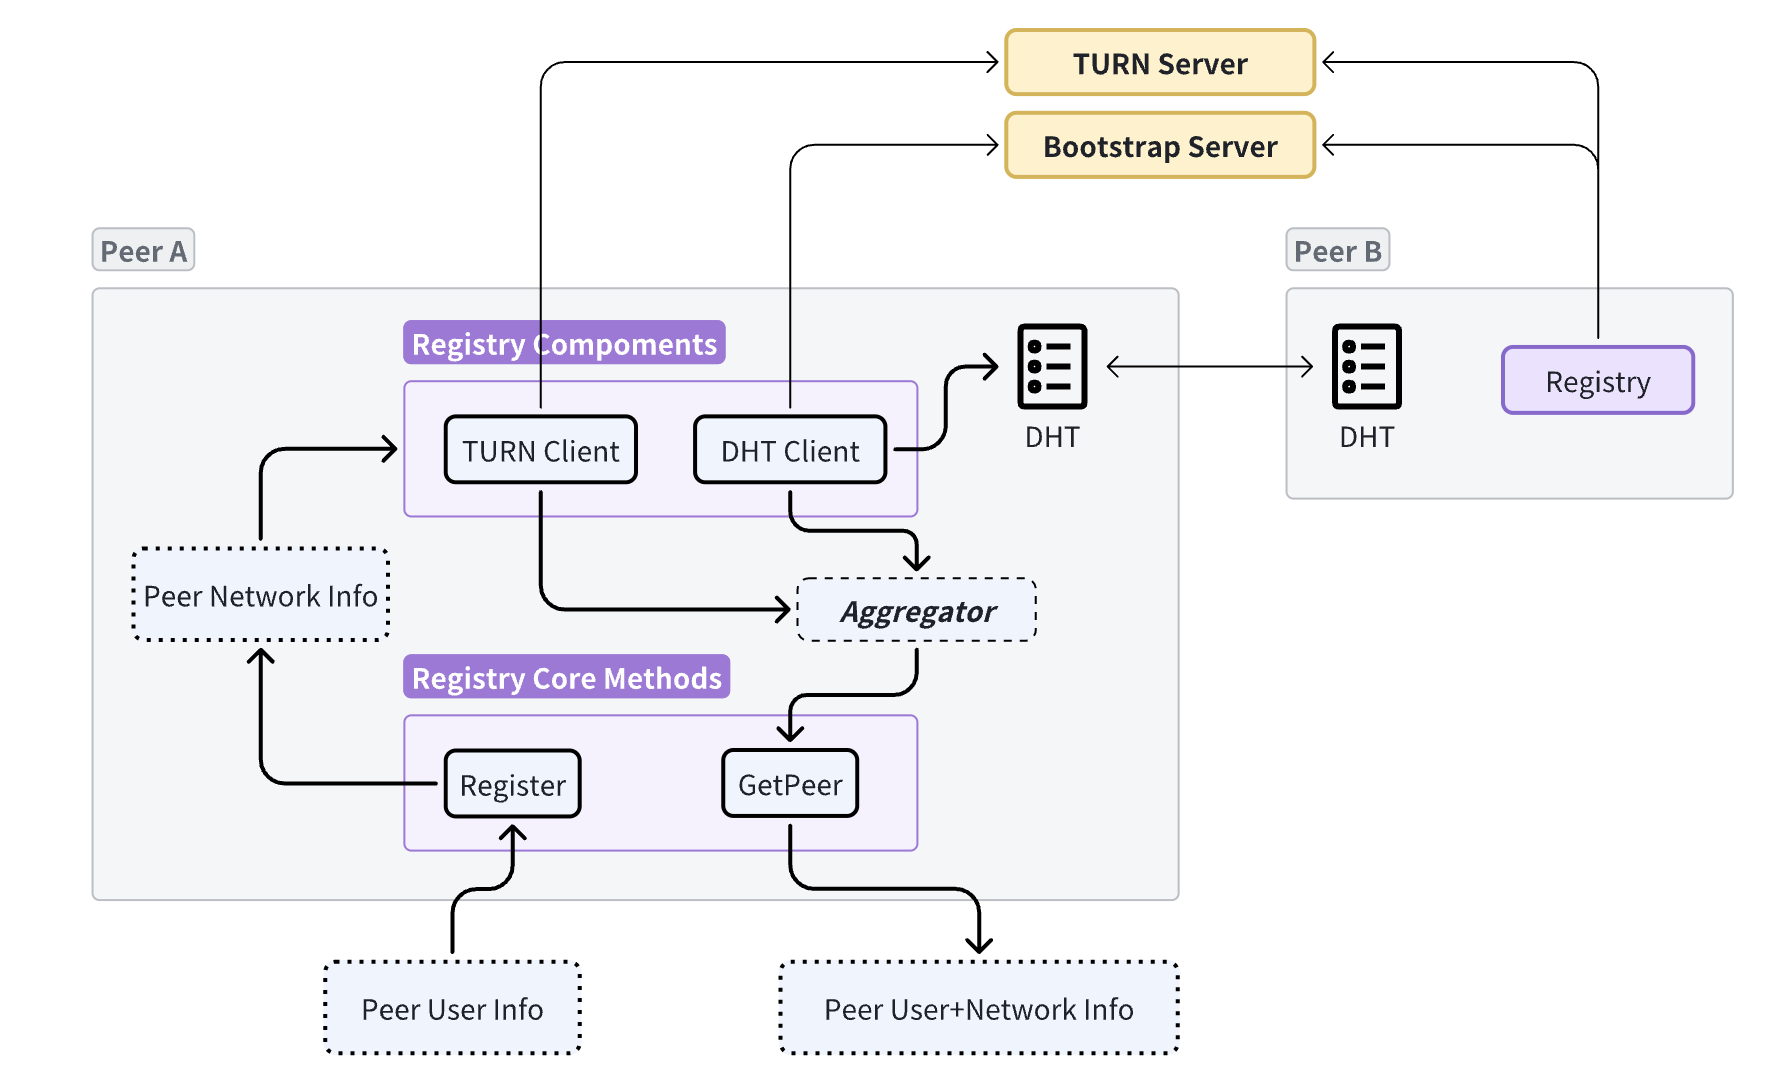 TURN Server
Bootstrap Server
Peer A
Peer B
Registry Compoments
TURN Client
DHT Client
DHT
DHT
Registry
Peer Network Info
Aggregator
Registry Core Methods
Register
GetPeer
Peer User Info
Peer User+Network Info